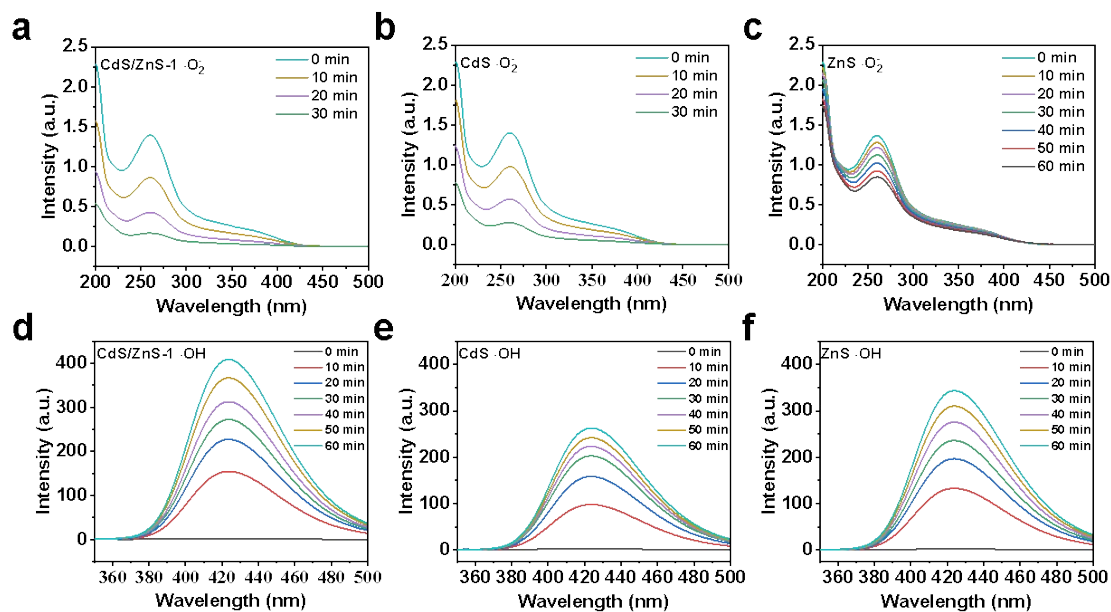 a
CdS/ZnS-1 ·O₂⁻
0 min
10 min
20 min
30 min
2.5
2.0
1.5
1.0
0.5
0.0
Intensity (a.u.)
200 250 300 350 400 450 500
Wavelength (nm)
b
CdS ·O₂⁻
0 min
10 min
20 min
30 min
2.5
2.0
1.5
1.0
0.5
0.0
Intensity (a.u.)
200 250 300 350 400 450 500
Wavelength (nm)
c
ZnS ·O₂⁻
0 min
10 min
20 min
30 min
40 min
50 min
60 min
2.5
2.0
1.5
1.0
0.5
0.0
Intensity (a.u.)
200 250 300 350 400 450 500
Wavelength (nm)
d
CdS/ZnS-1 ·OH
0 min
10 min
20 min
30 min
40 min
50 min
60 min
400
300
200
100
0
Intensity (a.u.)
360 380 400 420 440 460 480 500
Wavelength (nm)
e
CdS ·OH
0 min
10 min
20 min
30 min
40 min
50 min
60 min
400
300
200
100
0
Intensity (a.u.)
360 380 400 420 440 460 480 500
Wavelength (nm)
f
ZnS ·OH
0 min
10 min
20 min
30 min
40 min
50 min
60 min
400
300
200
100
0
Intensity (a.u.)
360 380 400 420 440 460 480 500
Wavelength (nm)